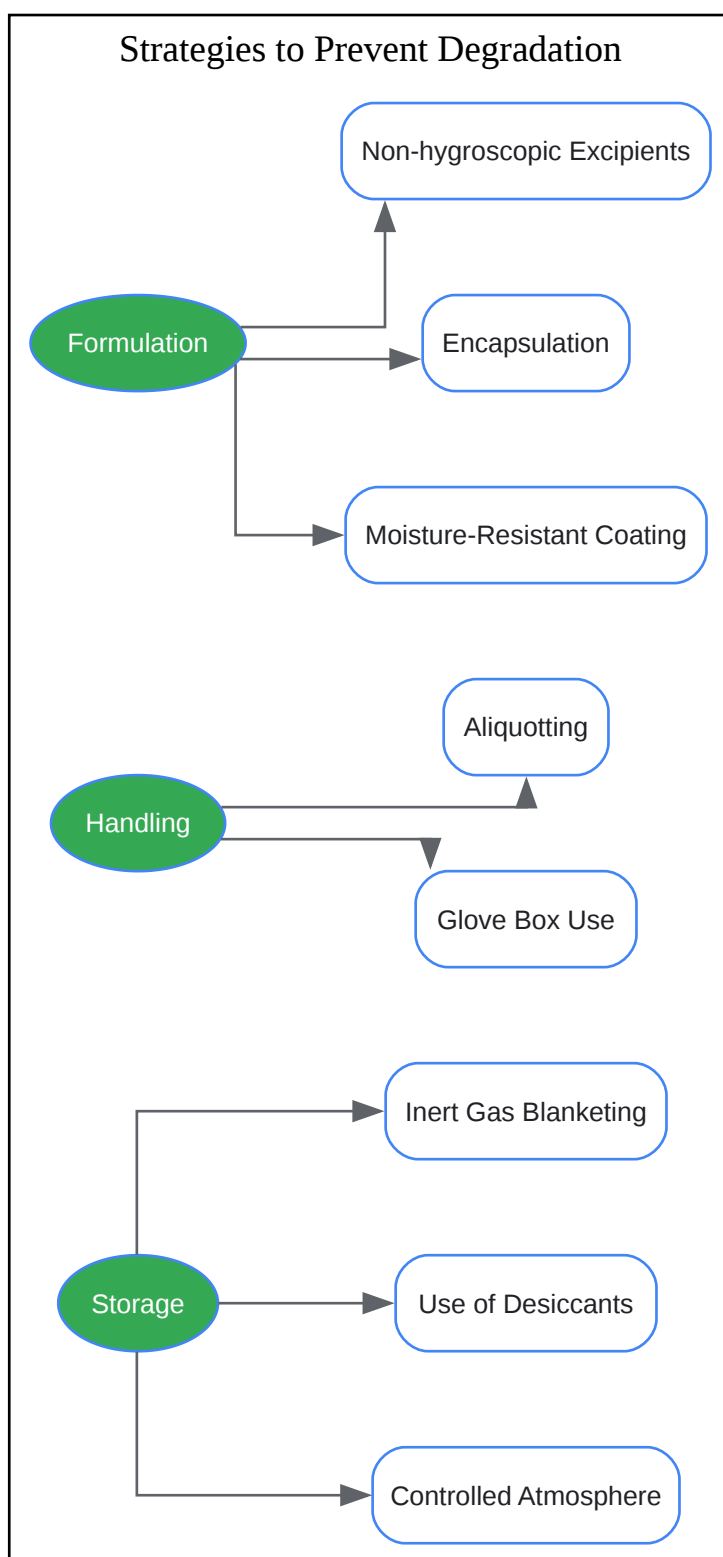 Strategies to Prevent Degradation
Non-hygroscopic Excipients
Formulation
Encapsulation
Moisture-Resistant Coating
Aliquotting
Handling
Glove Box Use
Inert Gas Blanketing
Storage
Use of Desiccants
Controlled Atmosphere